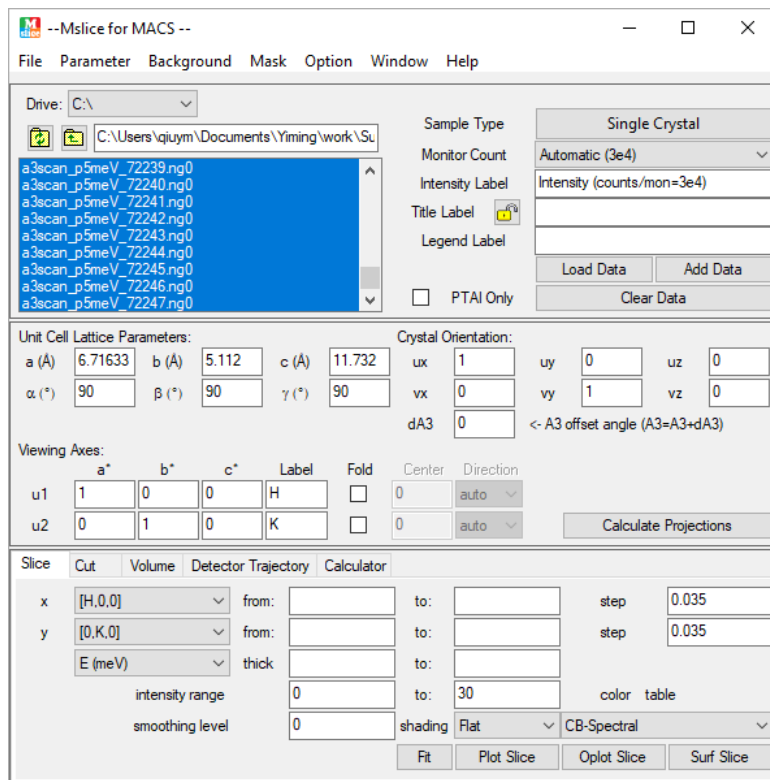 M slice --Mslice for MACS --
File Parameter Background Mask Option Window Help
Drive: C:\
C:\Users\qiuym\Documents\Yiming\work\Su
a3scan_p5meV_72239.ng0
a3scan_p5meV_72240.ng0
a3scan_p5meV_72241.ng0
a3scan_p5meV_72242.ng0
a3scan_p5meV_72243.ng0
a3scan_p5meV_72244.ng0
a3scan_p5meV_72245.ng0
a3scan_p5meV_72246.ng0
a3scan_p5meV_72247.ng0
Sample Type Single Crystal
Monitor Count Automatic (3e4)
Intensity Label Intensity (counts/mon=3e4)
Title Label
Legend Label
Load Data Add Data
PTAI Only Clear Data
Unit Cell Lattice Parameters:
a (Å) 6.71633 b (Å) 5.112 c (Å) 11.732
α (°) 90 β (°) 90 γ (°) 90
Crystal Orientation:
ux 1 uy 0 uz 0
vx 0 vy 1 vz 0
dA3 0 <- A3 offset angle (A3=A3+dA3)
Viewing Axes:
a* b* c* Label Fold Center Direction
u1 1 0 0 H 0 auto
u2 0 1 0 K 0 auto
Calculate Projections
Slice Cut Volume Detector Trajectory Calculator
x [H,0,0] from: to: step 0.035
y [0,K,0] from: to: step 0.035
E (meV) thick to:
intensity range 0 to: 30 color table
smoothing level 0 shading Flat CB-Spectral
Fit Plot Slice Oplot Slice Surf Slice